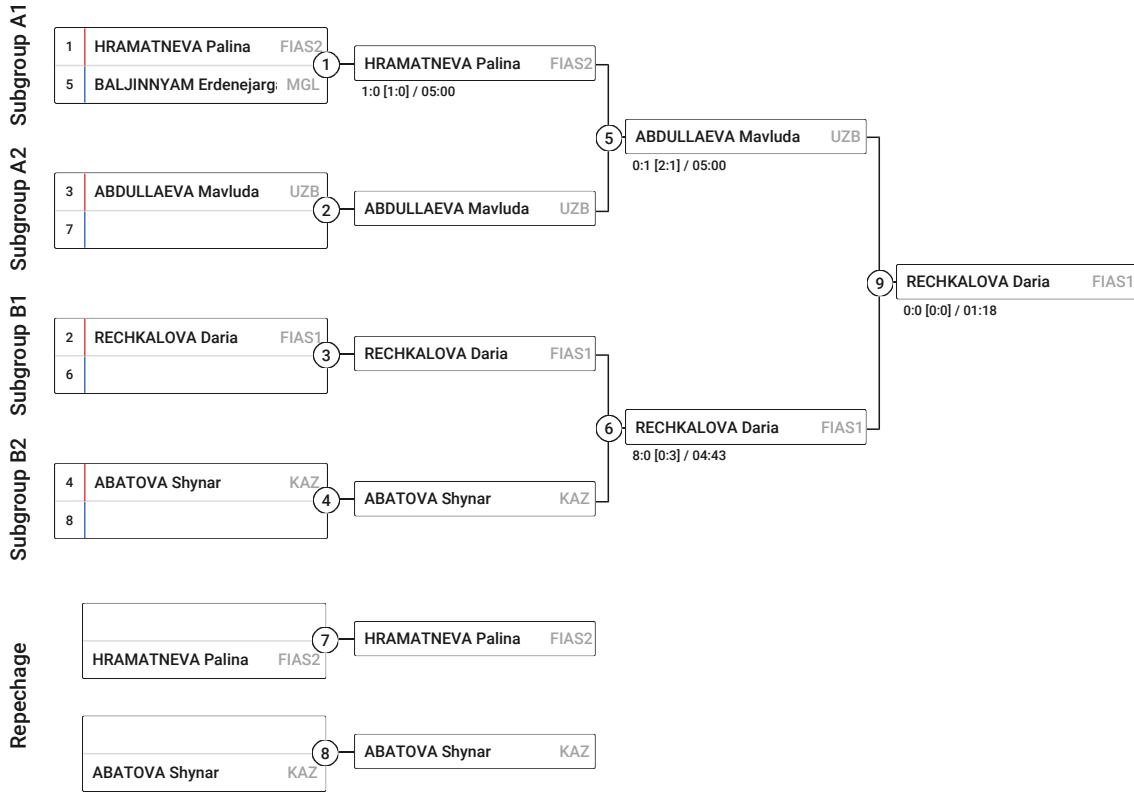 Subgroup A1
1 HRAMATNEVA Palina FIAS2
5 BALJINNYAM Erdenejarg MGL
1
HRAMATNEVA Palina FIAS2
1:0 [1:0] / 05:00
Subgroup A2
3 ABDULLAEVA Mavluda UZB
7
2
ABDULLAEVA Mavluda UZB
5
ABDULLAEVA Mavluda UZB
0:1 [2:1] / 05:00
Subgroup B1
2 RECHKALOVA Daria FIAS1
6
3
RECHKALOVA Daria FIAS1
Subgroup B2
4 ABATOVA Shynar KAZ
8
4
ABATOVA Shynar KAZ
6
RECHKALOVA Daria FIAS1
8:0 [0:3] / 04:43
9
RECHKALOVA Daria FIAS1
0:0 [0:0] / 01:18
Repechage
HRAMATNEVA Palina FIAS2
7
HRAMATNEVA Palina FIAS2
ABATOVA Shynar KAZ
8
ABATOVA Shynar KAZ